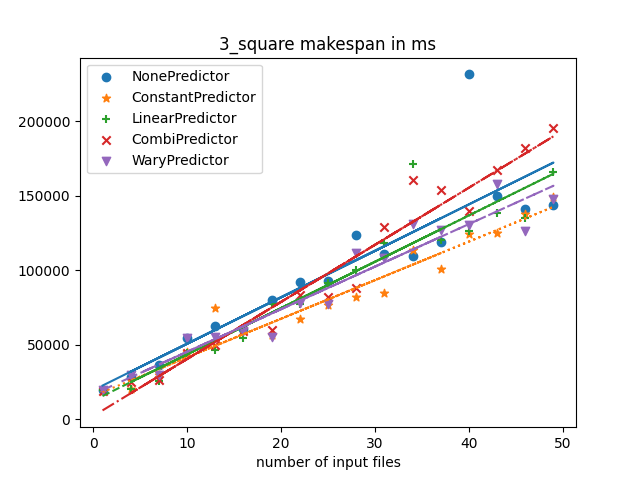 3_square makespan in ms
NonePredictor
ConstantPredictor
LinearPredictor
CombiPredictor
WaryPredictor
200000
150000
100000
50000
0
0 10 20 30 40 50
number of input files